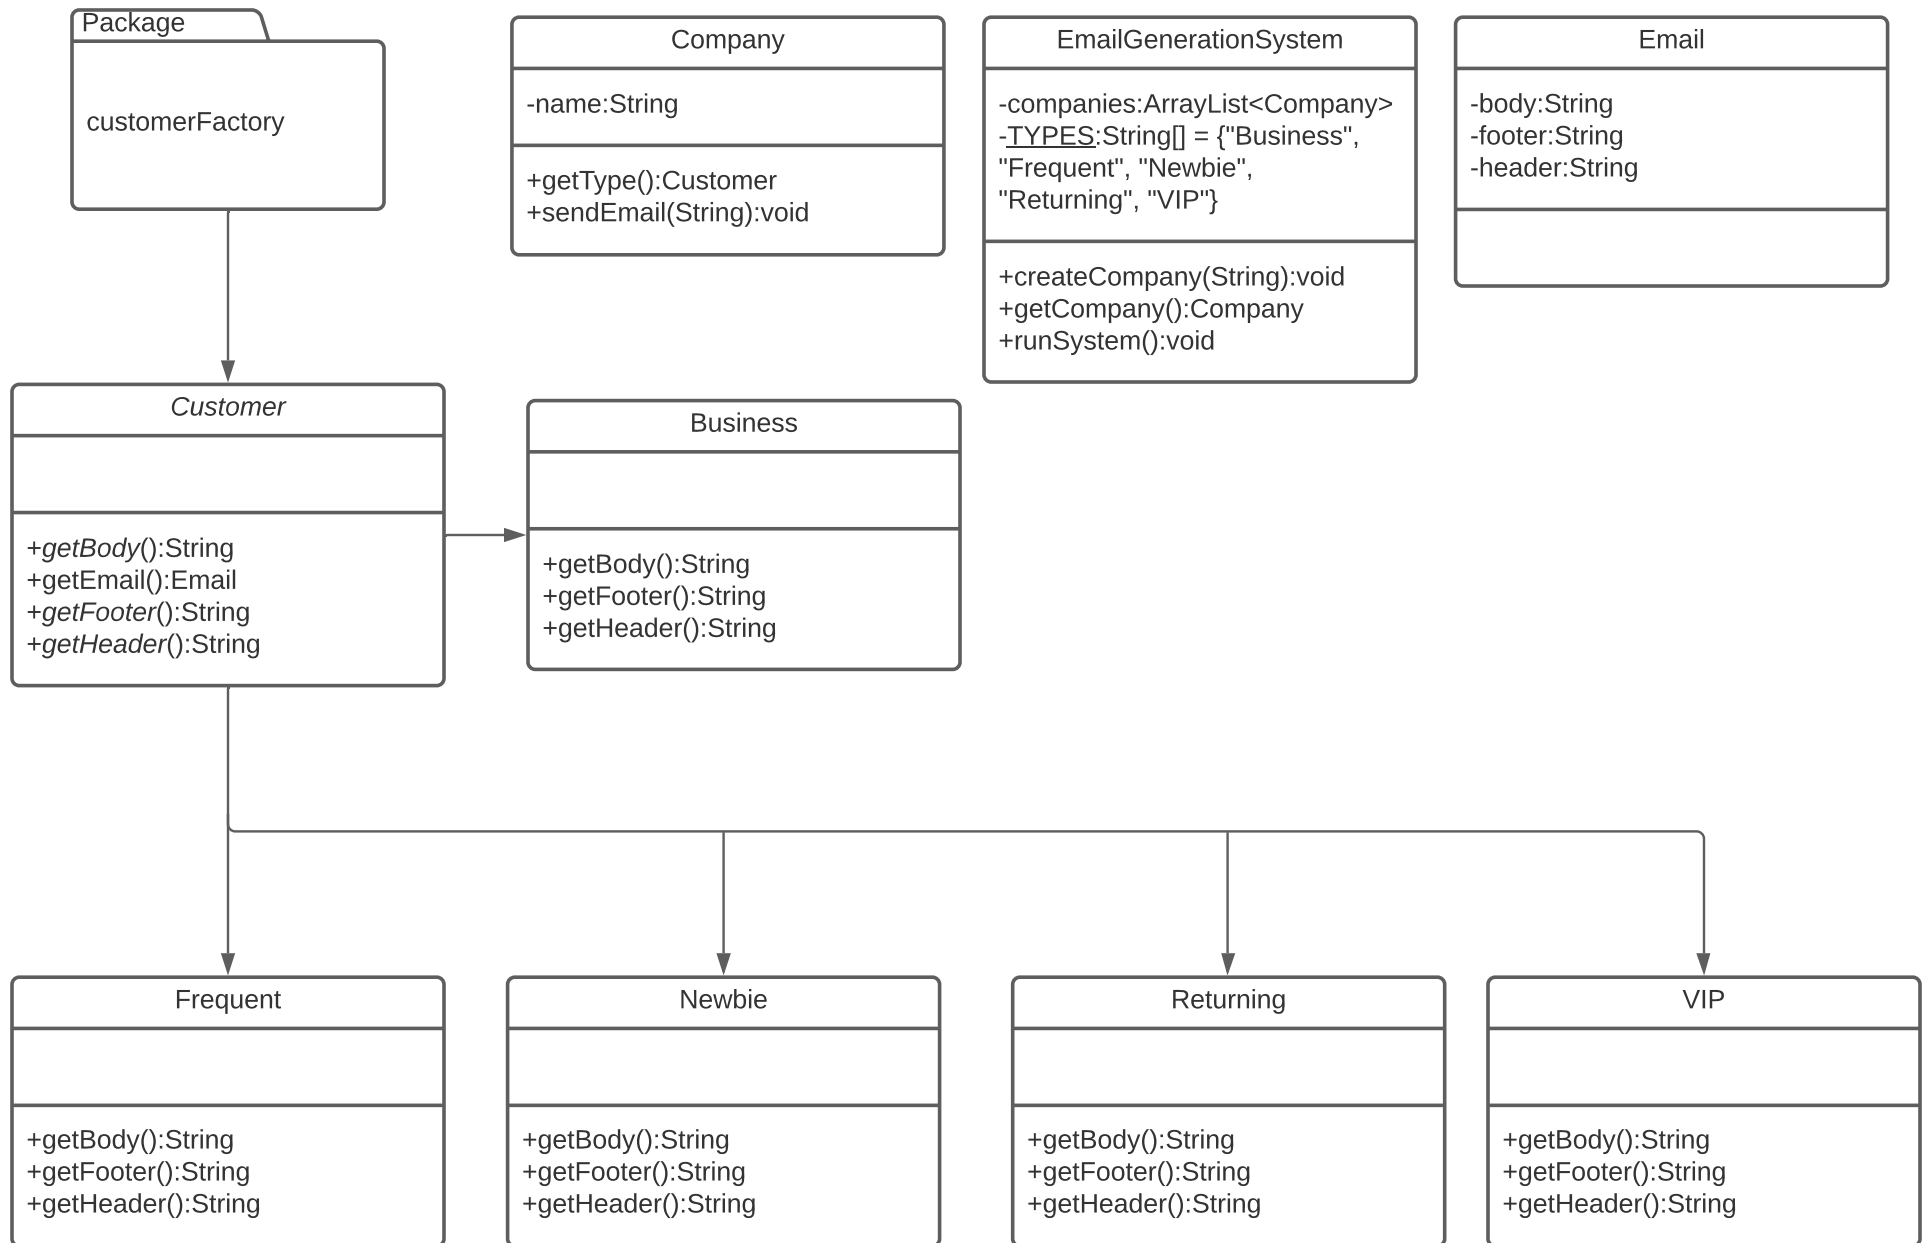 Package
customerFactory
Company
-name:String
+getType():Customer
+sendEmail(String):void
EmailGenerationSystem
-companies:ArrayList<Company>
-TYPES:String[] = {"Business",
"Frequent", "Newbie",
"Returning", "VIP"}
+createCompany(String):void
+getCompany():Company
+runSystem():void
Email
-body:String
-footer:String
-header:String
Customer
+getBody():String
+getEmail():Email
+getFooter():String
+getHeader():String
Business
+getBody():String
+getFooter():String
+getHeader():String
Frequent
+getBody():String
+getFooter():String
+getHeader():String
Newbie
+getBody():String
+getFooter():String
+getHeader():String
Returning
+getBody():String
+getFooter():String
+getHeader():String
VIP
+getBody():String
+getFooter():String
+getHeader():String